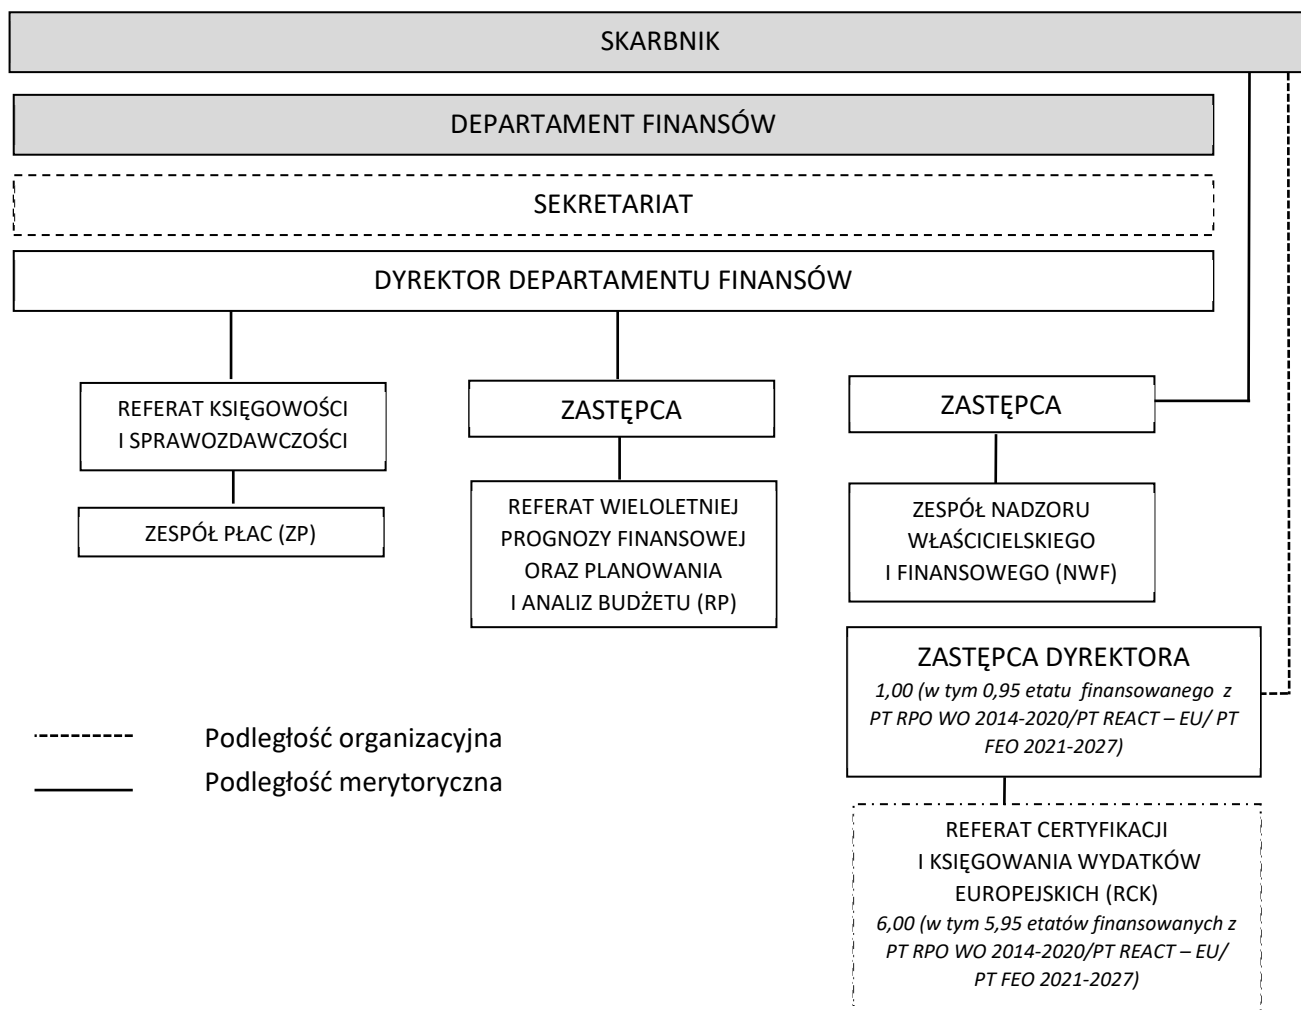 SKARBNIK
DEPARTAMENT FINANSÓW
SEKRETARIAT
DYREKTOR DEPARTAMENTU FINANSÓW
REFERAT KSIĘGOWOŚCI
I SPRAWOZDAWCZOŚCI
ZESPÓŁ PŁAC (ZP)
ZASTĘPCA
REFERAT WIELOLETNIEJ
PROGNOZY FINANSOWEJ
ORAZ PLANOWANIA
I ANALIZ BUDŻETU (RP)
ZASTĘPCA
ZESPÓŁ NADZORU
WŁAŚCICIELSKIEGO
I FINANSOWEGO (NWF)
ZASTĘPCA DYREKTORA
1,00 (w tym 0,95 etatu finansowanego z
PT RPO WO 2014-2020/PT REACT – EU/ PT
FEO 2021-2027)
REFERAT CERTYFIKACJI
I KSIĘGOWANIA WYDATKÓW
EUROPEJSKICH (RCK)
6,00 (w tym 5,95 etatów finansowanych z
PT RPO WO 2014-2020/PT REACT – EU/
PT FEO 2021-2027)
Podległość organizacyjna
Podległość merytoryczna